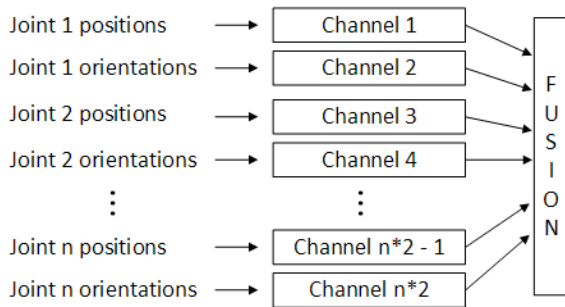 Joint 1 positions
Channel 1
Joint 1 orientations
Channel 2
Joint 2 positions
Channel 3
Joint 2 orientations
Channel 4
Joint n positions
Channel n*2 - 1
Joint n orientations
Channel n*2
FUSION